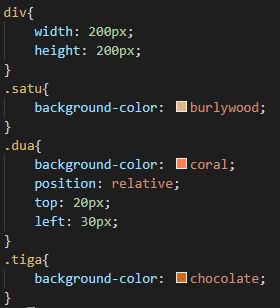 div{
    width: 200px;
    height: 200px;
}
.satu{
    background-color: burlywood;
}
.dua{
    background-color: coral;
    position: relative;
    top: 20px;
    left: 30px;
}
.tiga{
    background-color: chocolate;
}